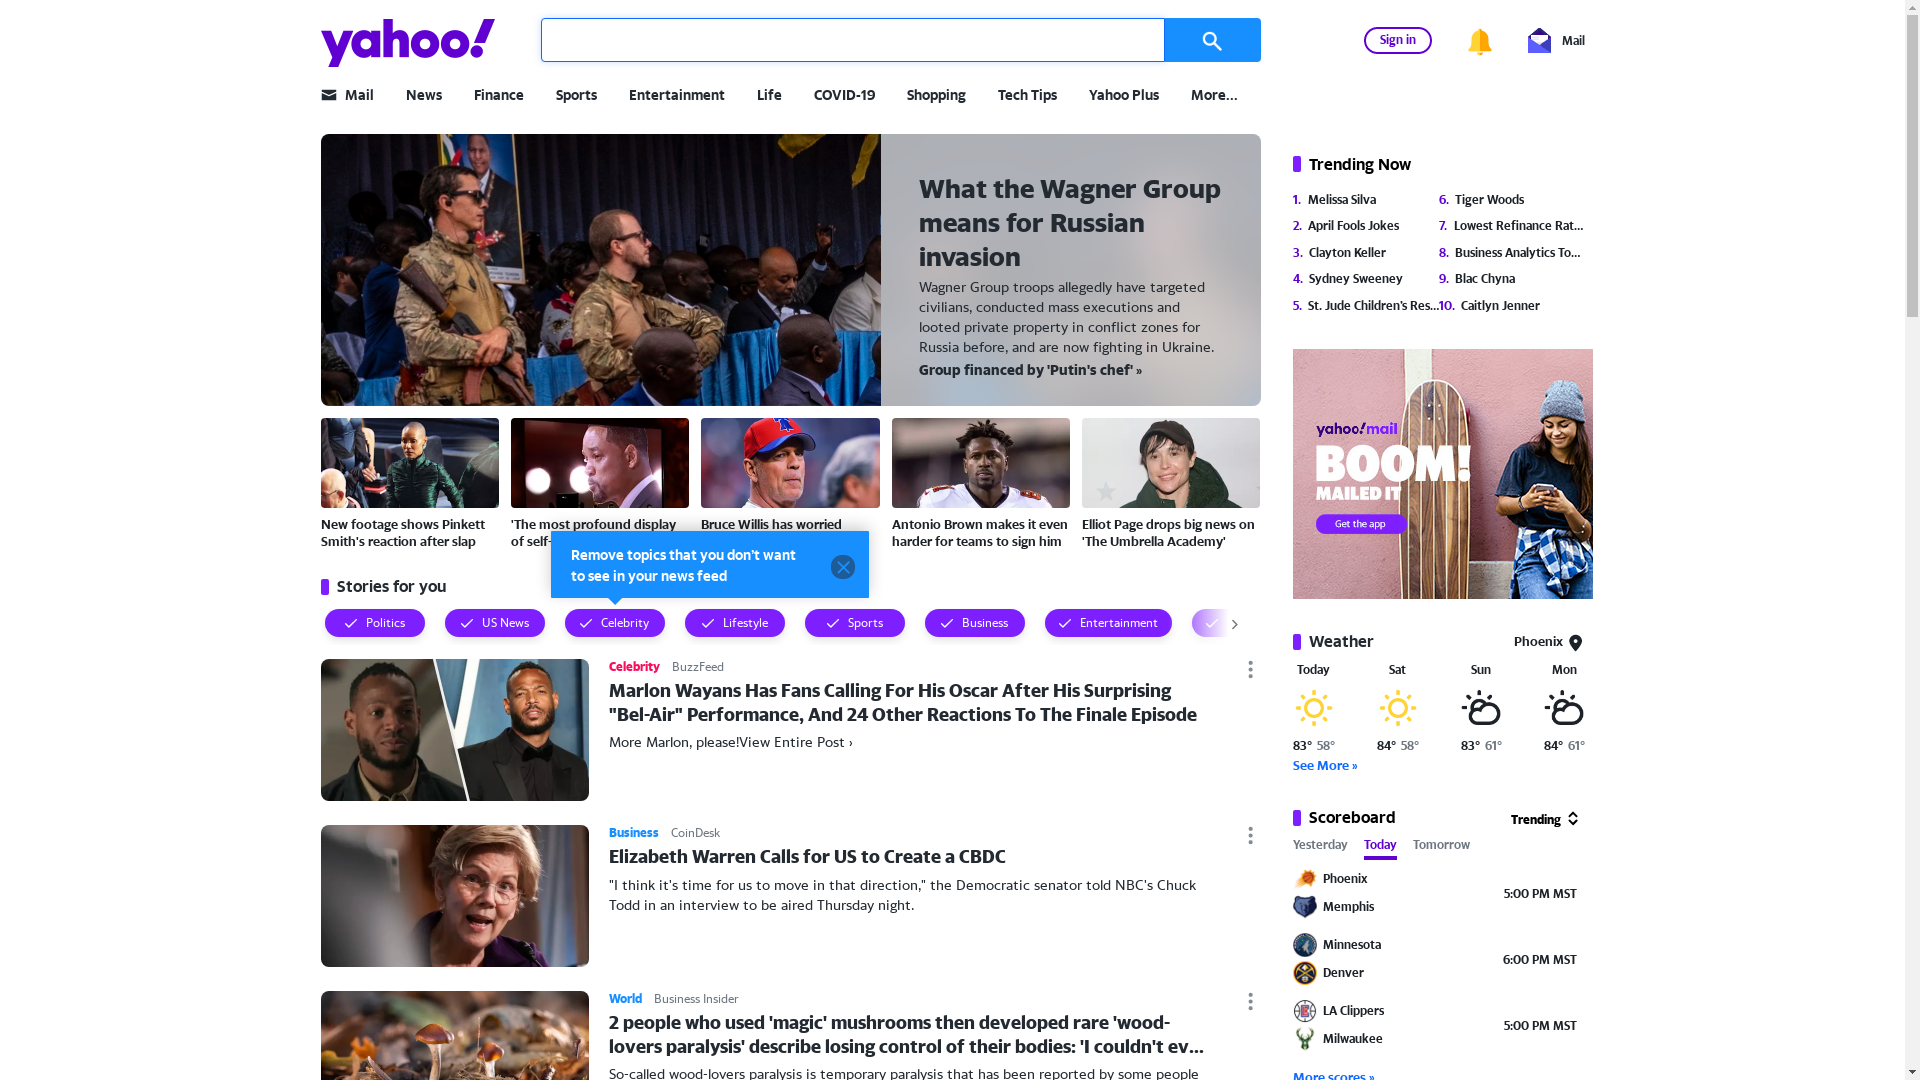 yahoo!
Sign in
Mail
Mail
News
Finance
Sports
Entertainment
Life
COVID-19
Shopping
Tech Tips
Yahoo Plus
More...
What the Wagner Group
means for Russian
invasion
Wagner Group troops allegedly have targeted
civilians, conducted mass executions and
looted private property in conflict zones for
Russia before, and are now fighting in Ukraine.
Group financed by 'Putin's chef' »
New footage shows Pinkett
Smith's reaction after slap
'The most profound display
of self-
Bruce Willis has worried
Antonio Brown makes it even
harder for teams to sign him
Elliot Page drops big news on
'The Umbrella Academy'
Remove topics that you don't want
to see in your news feed
Stories for you
Politics
US News
Celebrity
Lifestyle
Sports
Business
Entertainment
Celebrity BuzzFeed
Marlon Wayans Has Fans Calling For His Oscar After His Surprising
"Bel-Air" Performance, And 24 Other Reactions To The Finale Episode
More Marlon, please!View Entire Post ›
Business CoinDesk
Elizabeth Warren Calls for US to Create a CBDC
"I think it's time for us to move in that direction," the Democratic senator told NBC's Chuck
Todd in an interview to be aired Thursday night.
World Business Insider
2 people who used 'magic' mushrooms then developed rare 'wood-
lovers paralysis' describe losing control of their bodies: 'I couldn't ev...
So-called wood-lovers paralysis is temporary paralysis that has been reported by some people
Trending Now
1. Melissa Silva
2. April Fools Jokes
3. Clayton Keller
4. Sydney Sweeney
5. St. Jude Children's Res...
6. Tiger Woods
7. Lowest Refinance Rat...
8. Business Analytics To...
9. Blac Chyna
10. Caitlyn Jenner
yahoo!mail
BOOM!
MAILED IT
Get the app
Weather
Phoenix
Today Sat Sun Mon
83° 58° 84° 58° 83° 61° 84° 61°
See More »
Scoreboard
Trending
Yesterday Today Tomorrow
Phoenix
Memphis
5:00 PM MST
Minnesota
Denver
6:00 PM MST
LA Clippers
Milwaukee
5:00 PM MST
More scores »